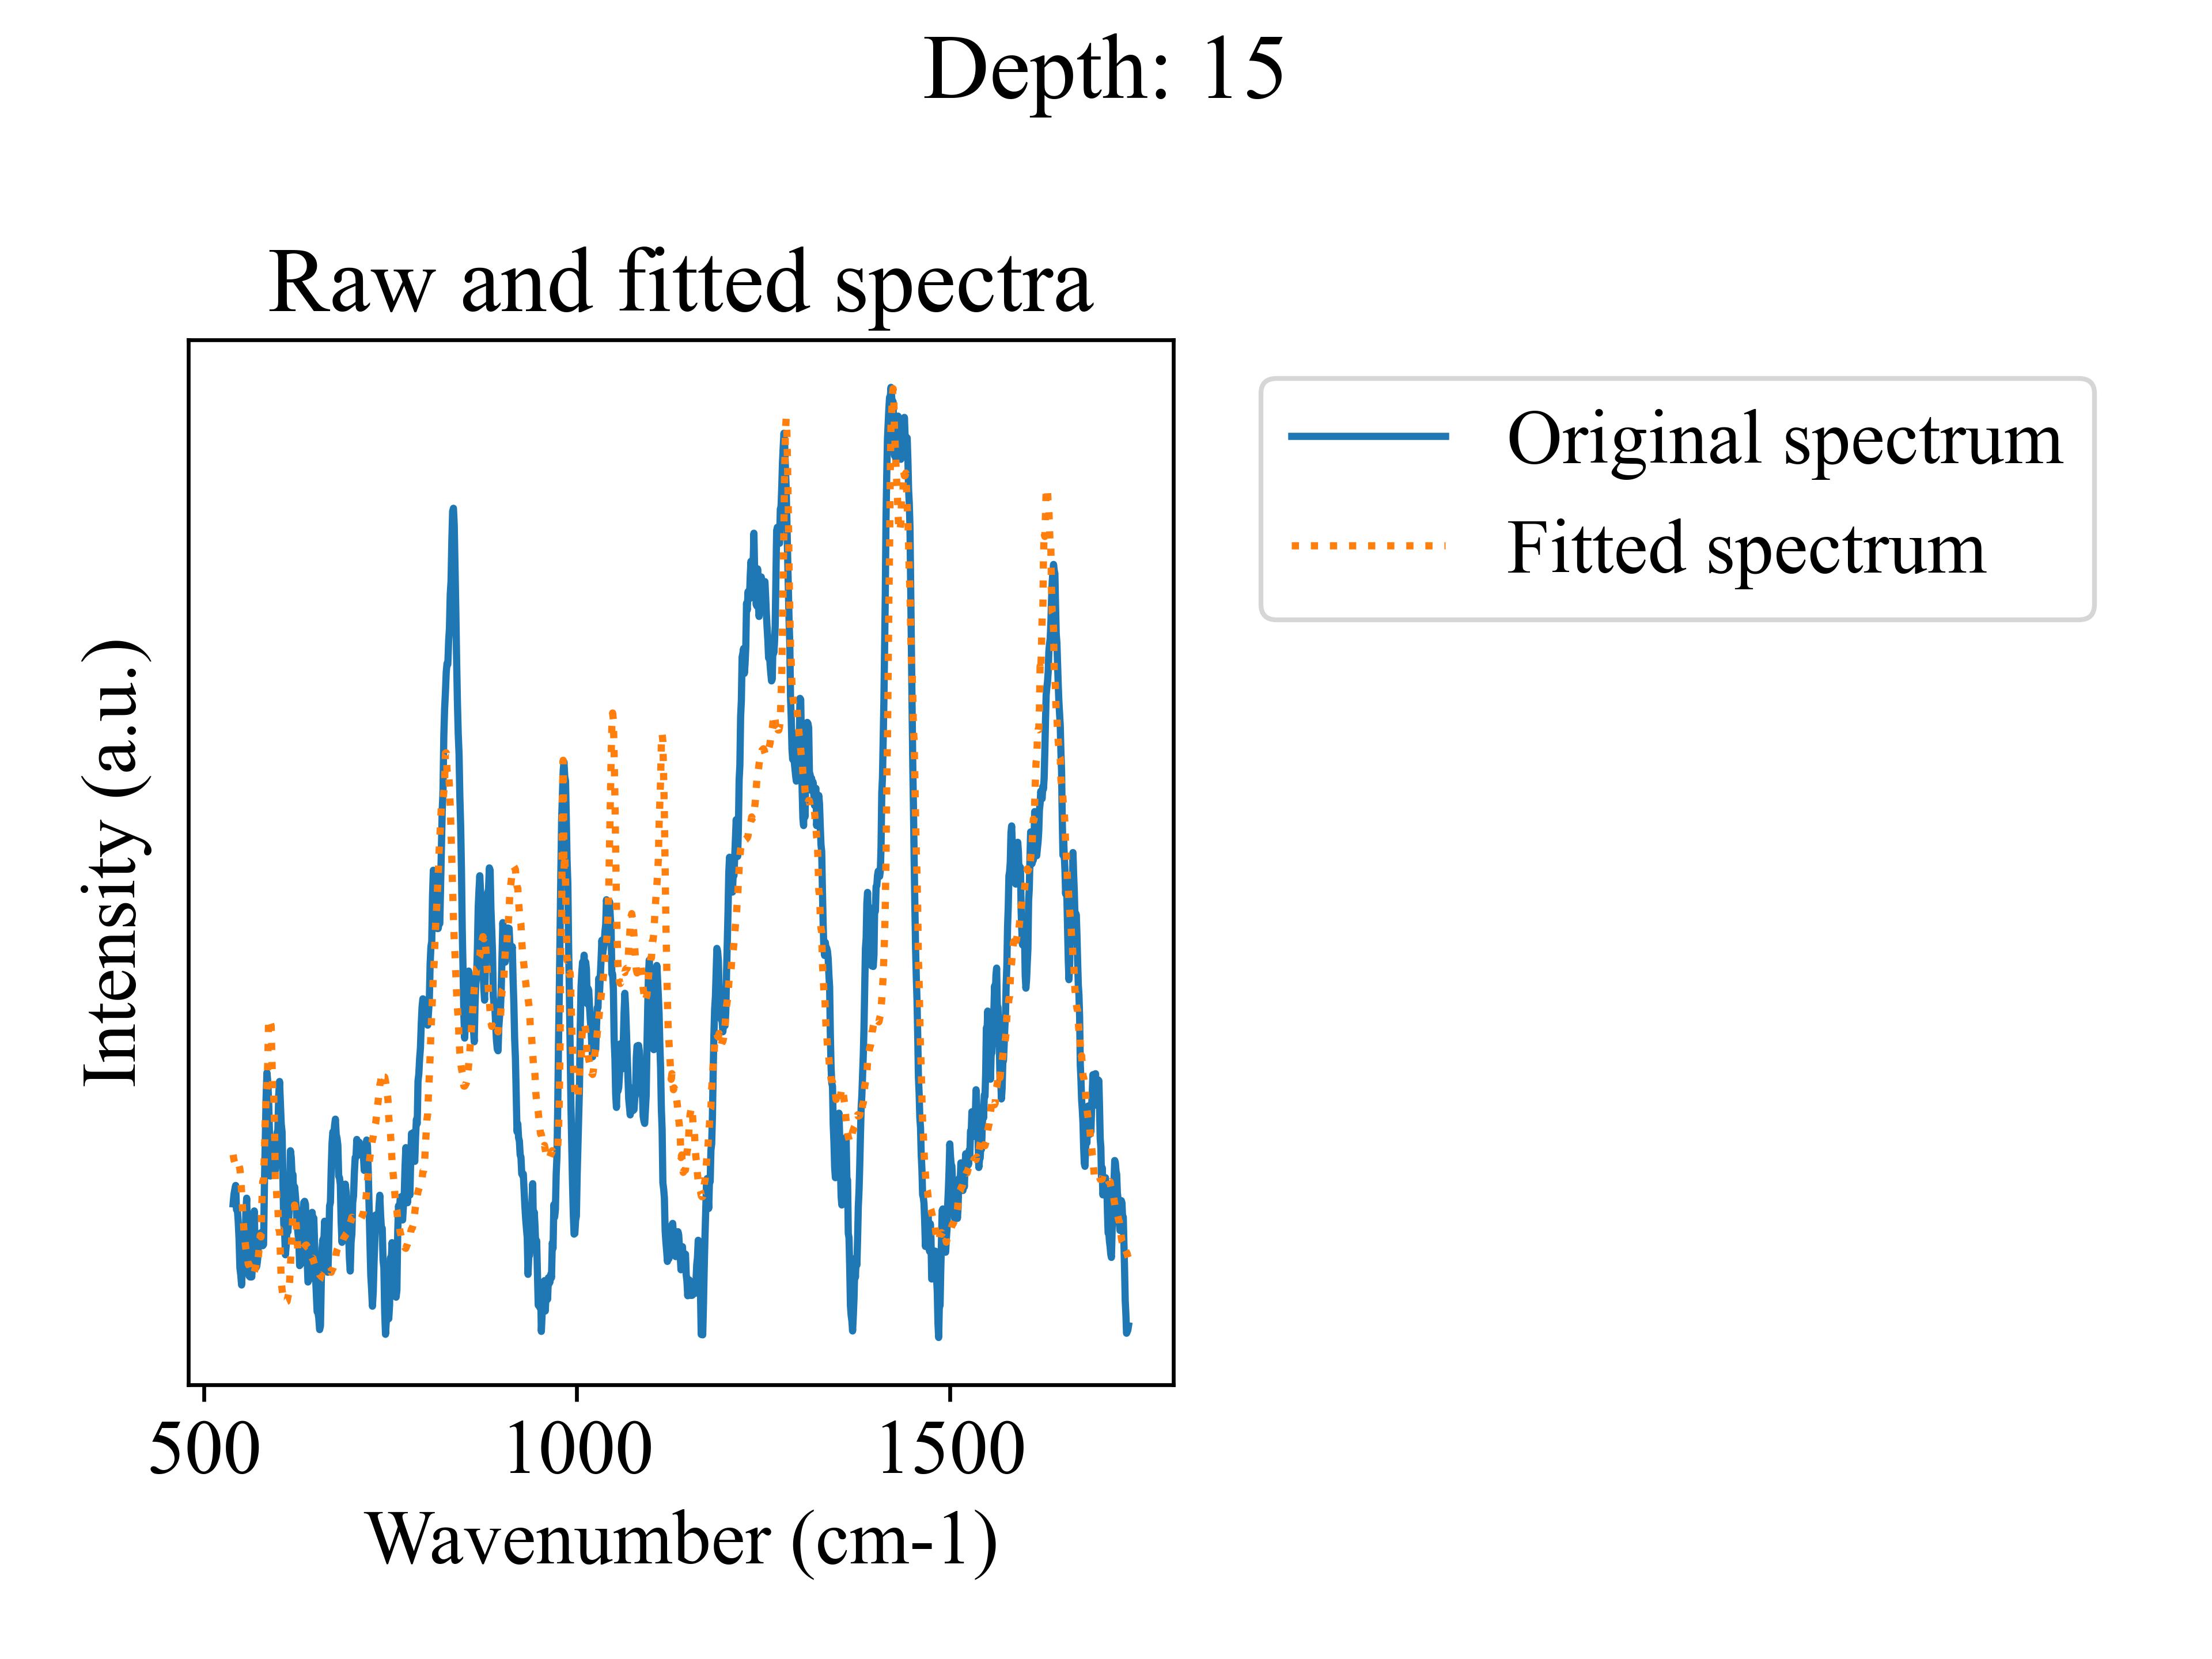 Depth: 15
Raw and fitted spectra
Original spectrum
Fitted spectrum
Intensity (a.u.)
500 1000 1500
Wavenumber (cm-1)